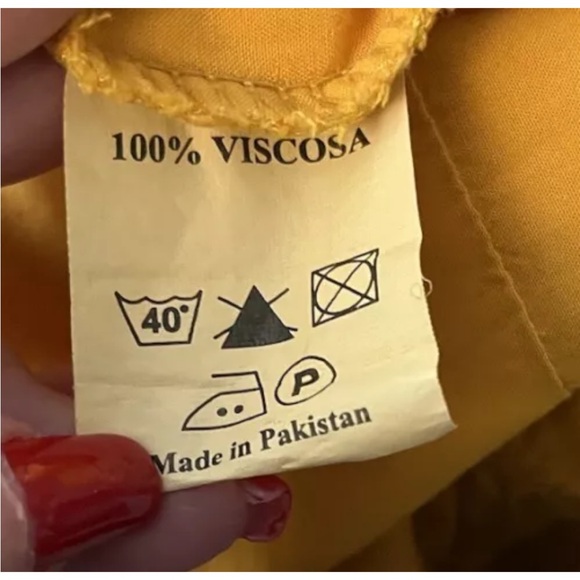 100% VISCOSA
40°
P
Made in Pakistan